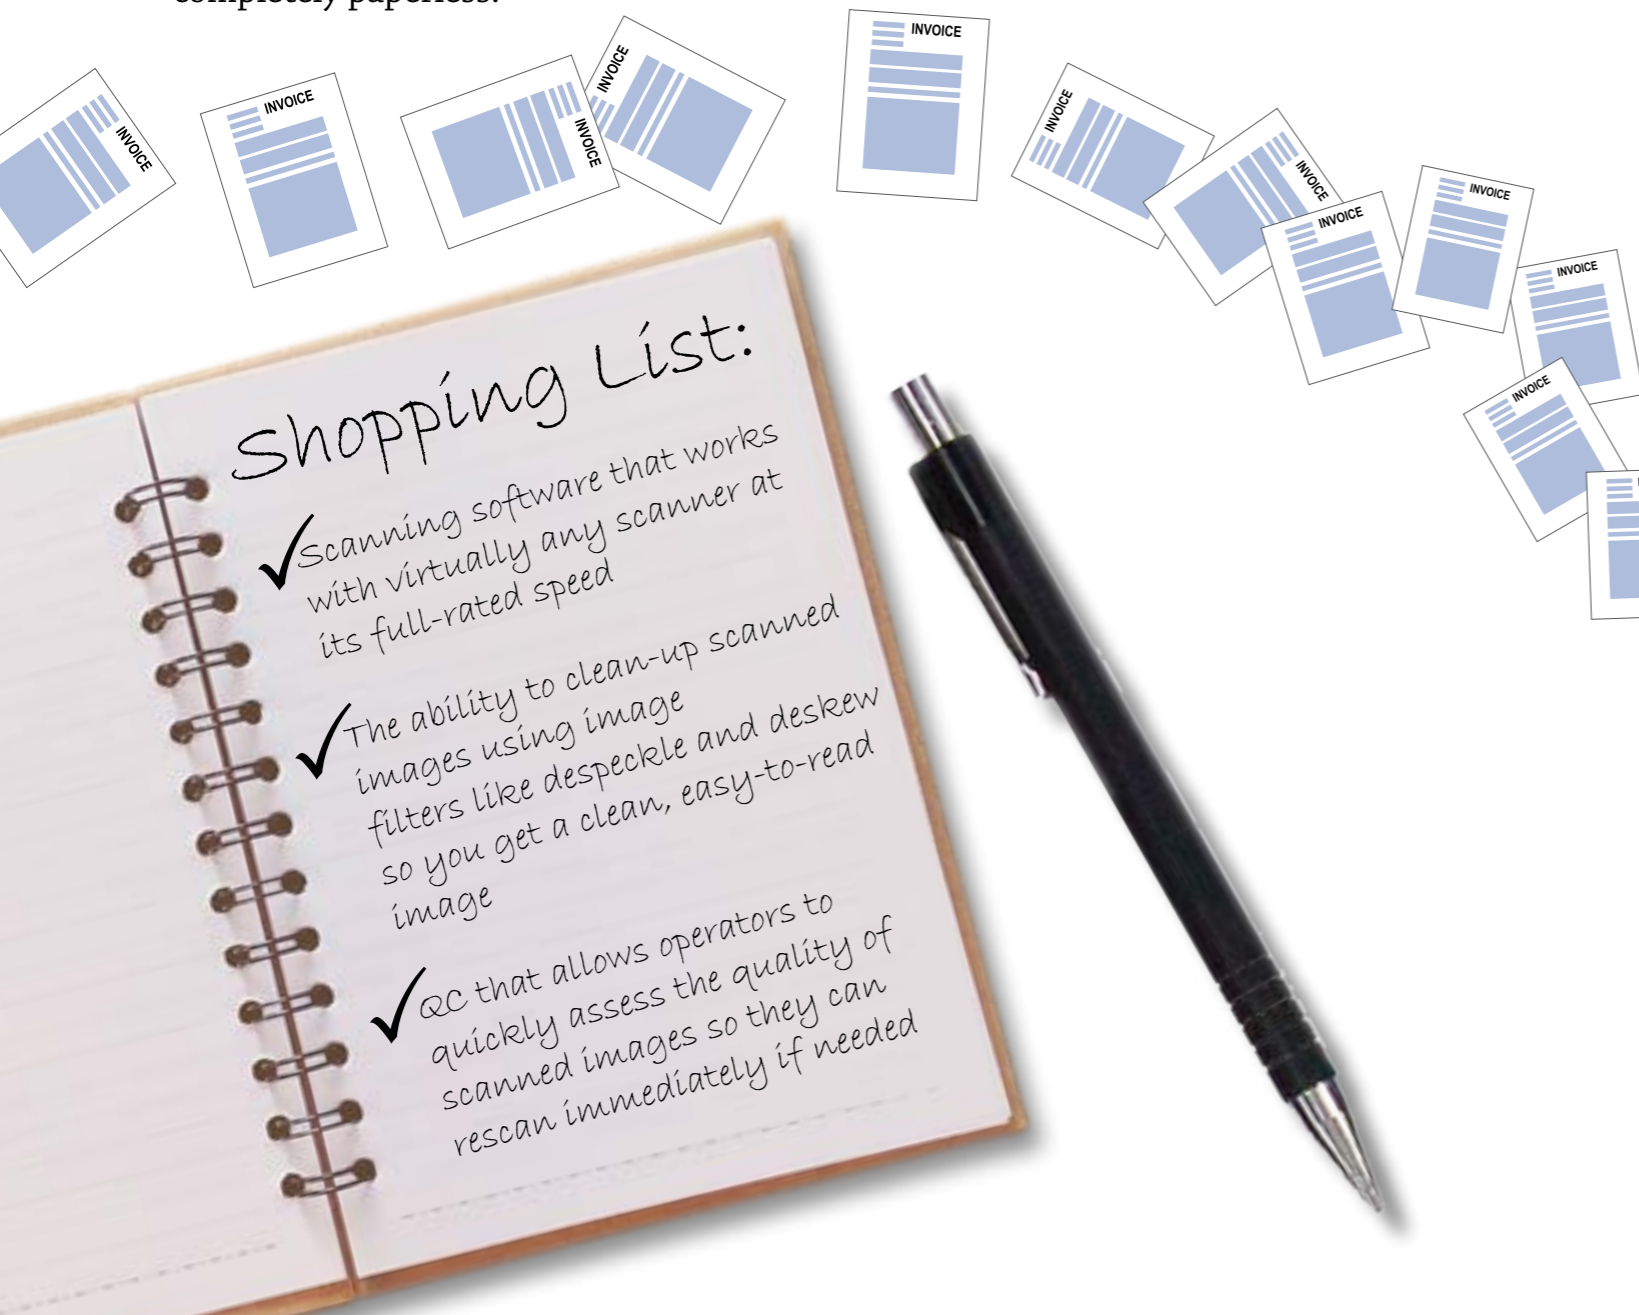 completely paperless.
INVOICE
INVOICE
INVOICE
INVOICE
INVOICE
INVOICE
INVOICE
INVOICE
INVOICE
INVOICE
INVOICE
Shopping List:
Scanning software that works
with virtually any scanner at
its full-rated speed
The ability to clean-up scanned
images using image
filters like despeckle and deskew
so you get a clean, easy-to-read
image
QC that allows operators to
quickly assess the quality of
scanned images so they can
rescan immediately if needed